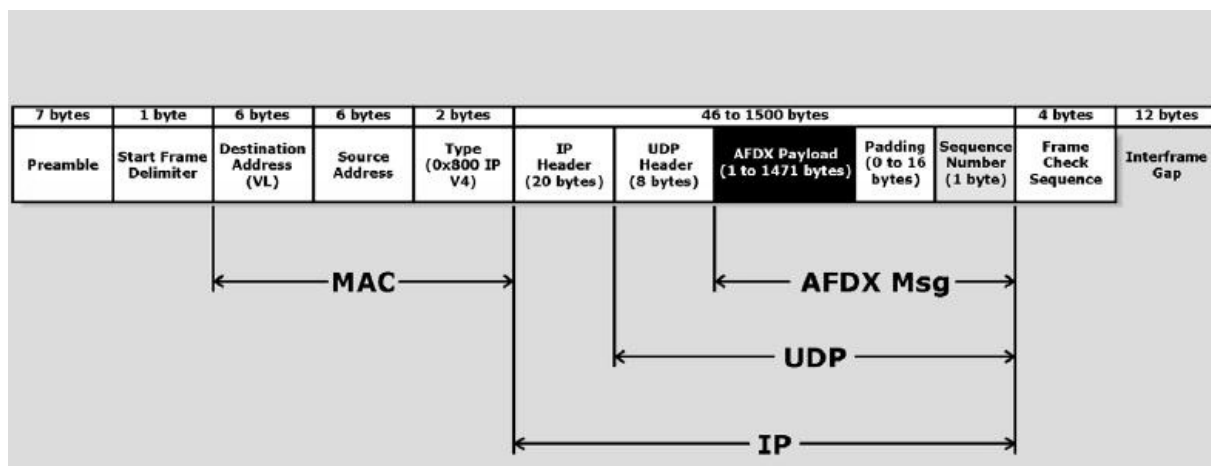 7 bytes 1 byte 6 bytes 6 bytes 2 bytes 46 to 1500 bytes 4 bytes 12 bytes
Preamble
Start Frame
Delimiter
Destination
Address
(VL)
Source
Address
Type
(0x800 IP
V4)
IP
Header
(20 bytes)
UDP
Header
(8 bytes)
AFDX Payload
(1 to 1471 bytes)
Padding
(0 to 16
bytes)
Sequence
Number
(1 byte)
Frame
Check
Sequence
Interframe
Gap
MAC
AFDX Msg
UDP
IP